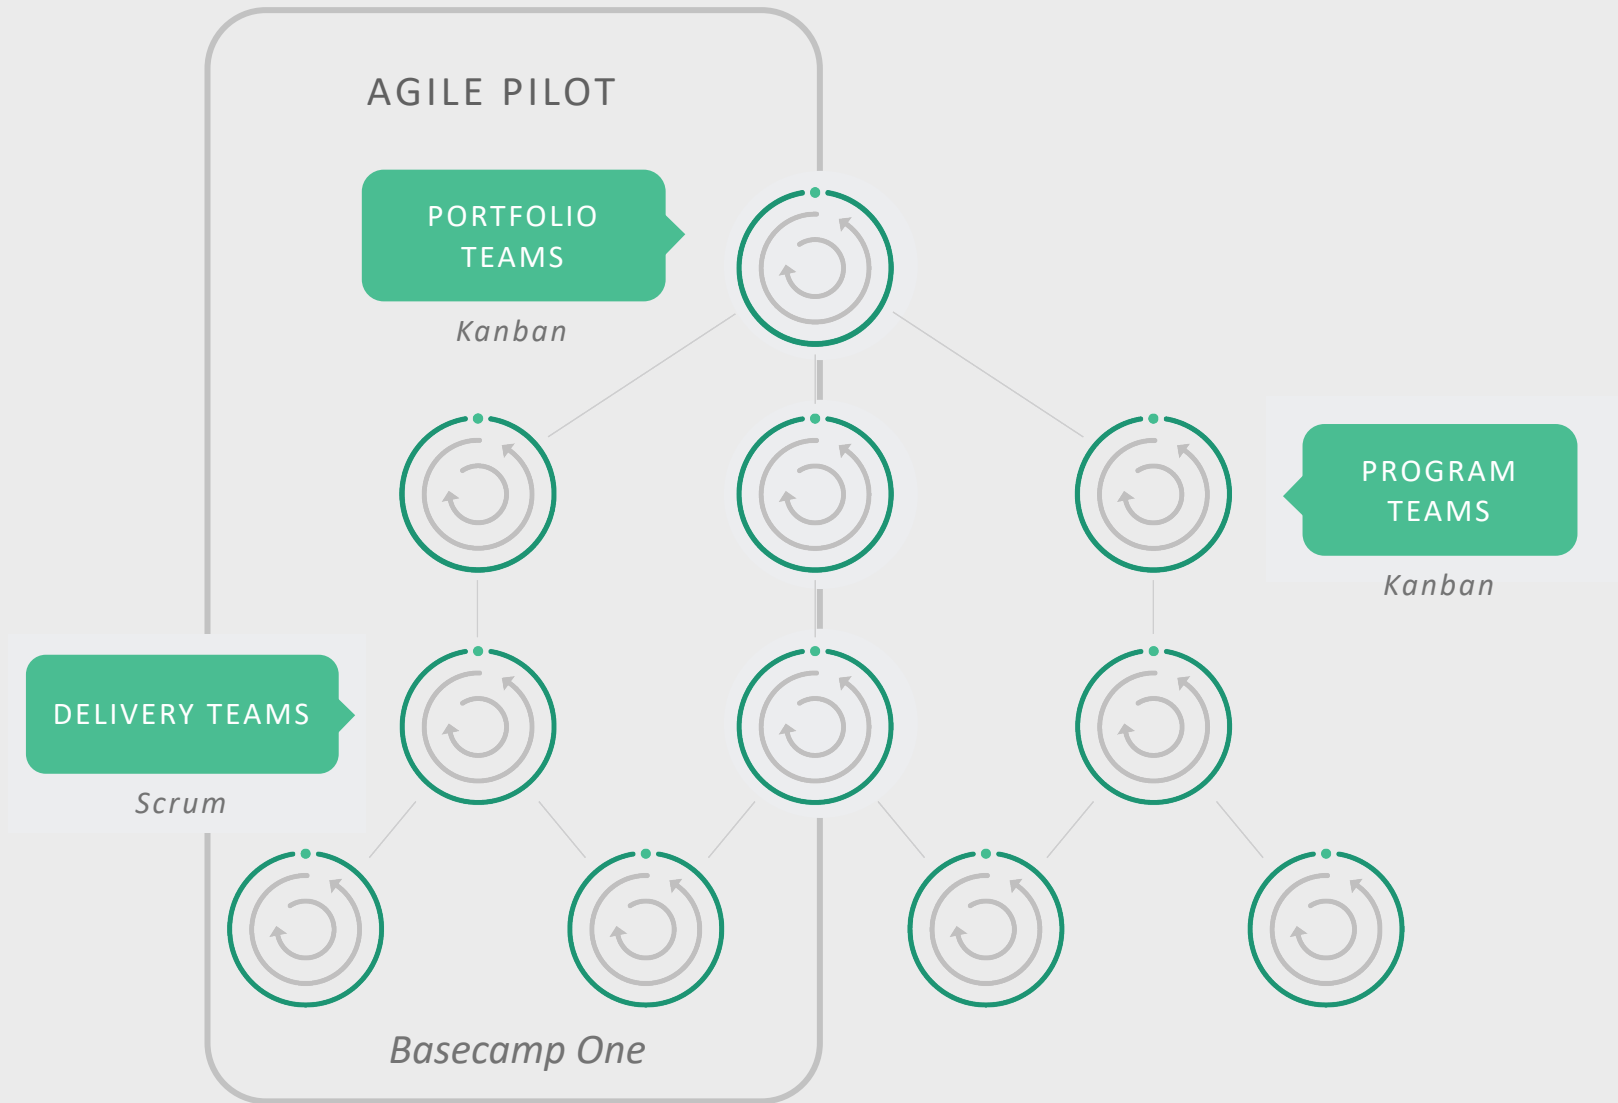 AGILE PILOT
PORTFOLIO
TEAMS
Kanban
PROGRAM
TEAMS
Kanban
DELIVERY TEAMS
Scrum
Basecamp One